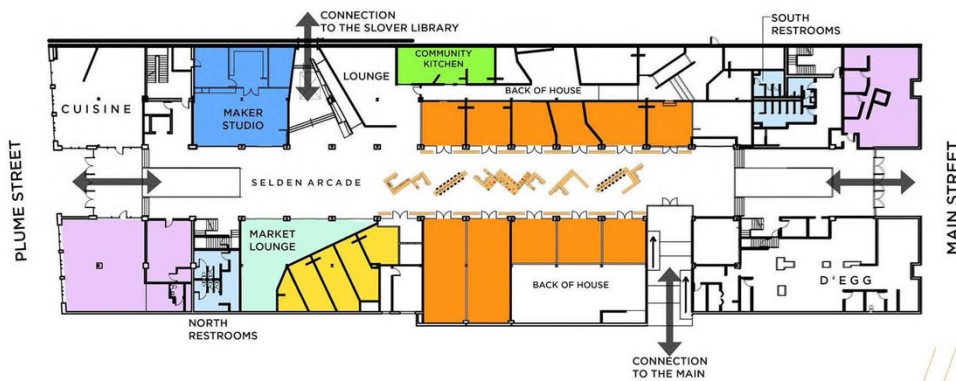 CONNECTION
TO THE SLOVER LIBRARY
SOUTH
RESTROOMS
COMMUNITY
KITCHEN
LOUNGE
CUISINE
BACK OF HOUSE
MAKER
STUDIO
PLUME STREET
SELDEN ARCADE
MAIN STREET
MARKET
LOUNGE
D'EGG
BACK OF HOUSE
NORTH
RESTROOMS
CONNECTION
TO THE MAIN